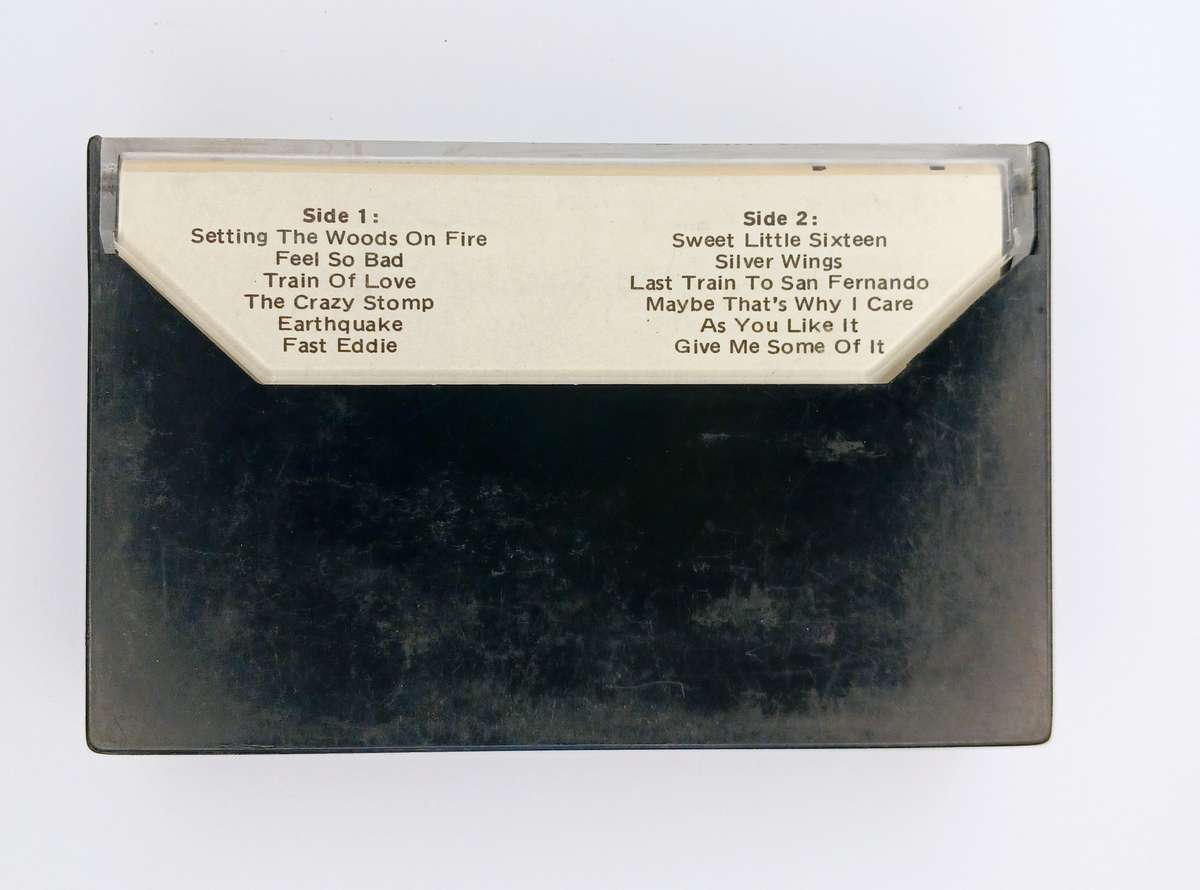 Side 1:
Setting The Woods On Fire
Feel So Bad
Train Of Love
The Crazy Stomp
Earthquake
Fast Eddie
Side 2:
Sweet Little Sixteen
Silver Wings
Last Train To San Fernando
Maybe That's Why I Care
As You Like It
Give Me Some Of It